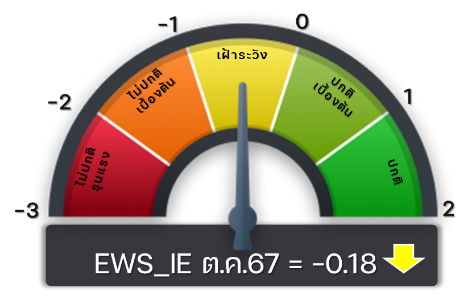 -1
0
-2
1
-3
2
ไม่ปกติ
รุนแรง
ไม่ปกติ
เบื้องต้น
เฝ้าระวัง
ปกติ
เบื้องต้น
ปกติ
EWS_IE ต.ค.67 = -0.18